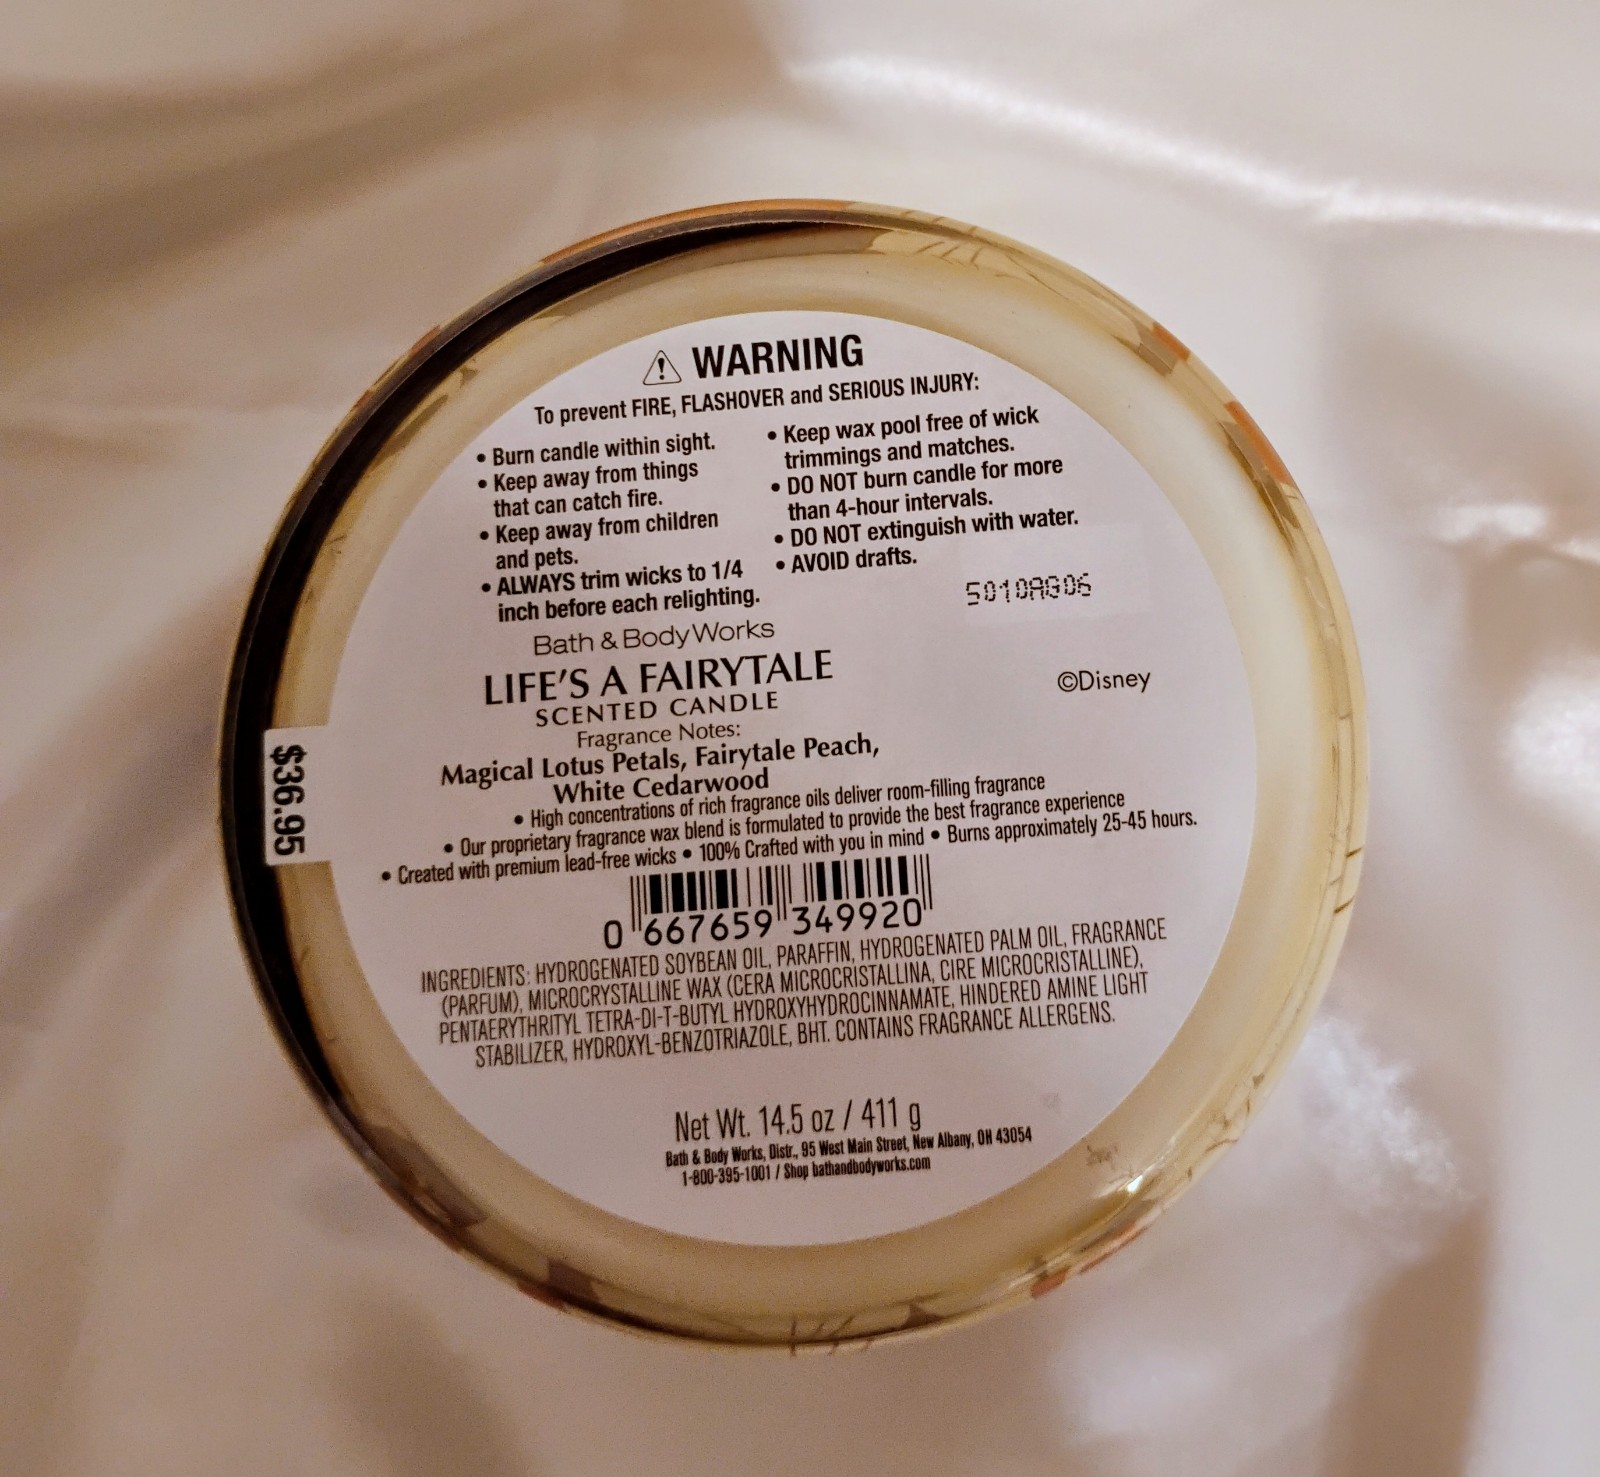 WARNING
To prevent FIRE, FLASHOVER and SERIOUS INJURY:
• Burn candle within sight.
• Keep away from things
that can catch fire.
• Keep away from children
and pets.
• ALWAYS trim wicks to 1/4
inch before each relighting.
• Keep wax pool free of wick
trimmings and matches.
• DO NOT burn candle for more
than 4-hour intervals.
• DO NOT extinguish with water.
• AVOID drafts.
5010AG06
Bath & Body Works
LIFE'S A FAIRYTALE
SCENTED CANDLE
©Disney
Fragrance Notes:
Magical Lotus Petals, Fairytale Peach,
White Cedarwood
• High concentrations of rich fragrance oils deliver room-filling fragrance
• Our proprietary fragrance wax blend is formulated to provide the best fragrance experience
• Created with premium lead-free wicks • 100% Crafted with you in mind • Burns approximately 25-45 hours.
$36.95
0 667659 349920
INGREDIENTS: HYDROGENATED SOYBEAN OIL, PARAFFIN, HYDROGENATED PALM OIL, FRAGRANCE
(PARFUM), MICROCRYSTALLINE WAX (CERA MICROCRISTALLINA, CIRE MICROCRISTALLINE),
PENTAERYTHRITYL TETRA-DI-T-BUTYL HYDROXYHYDROCINNAMATE, HINDERED AMINE LIGHT
STABILIZER, HYDROXYL-BENZOTRIAZOLE, BHT. CONTAINS FRAGRANCE ALLERGENS.
Net Wt. 14.5 oz / 411 g
Bath & Body Works, Distr., 95 West Main Street, New Albany, OH 43054
1-800-395-1001 / Shop bathandbodyworks.com